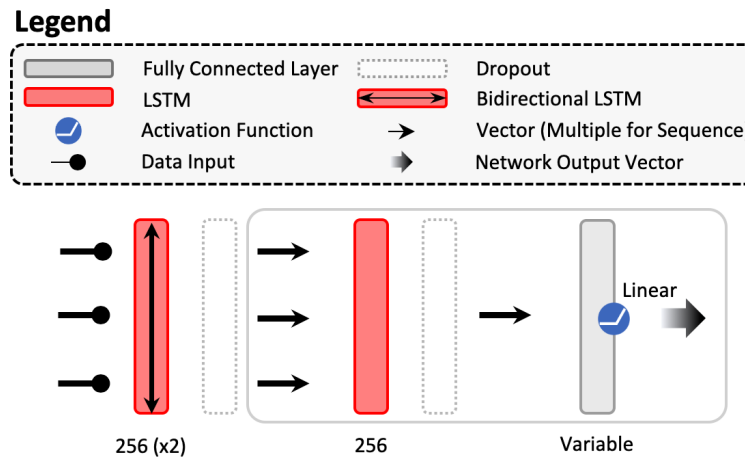 Legend
Fully Connected Layer
Dropout
LSTM
Bidirectional LSTM
Activation Function
Vector (Multiple for Sequence
Data Input
Network Output Vector
Linear
256 (x2)
256
Variable